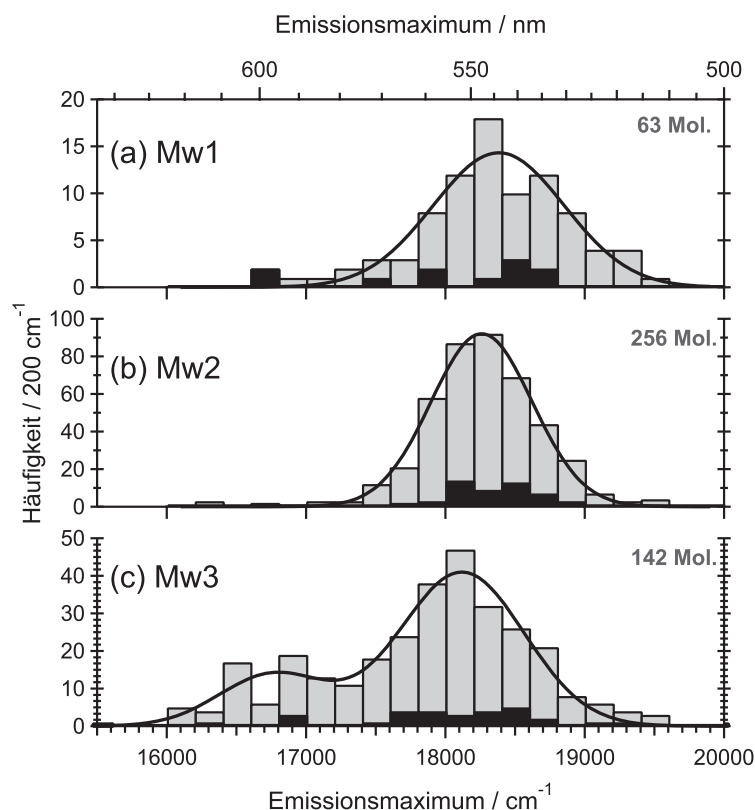 Emissionsmaximum / nm
600 550 500
20
15
10
5
0
(a) Mw1
63 Mol.
100
80
60
40
20
0
(b) Mw2
256 Mol.
Häufigkeit / 200 cm⁻¹
50
40
30
20
10
0
(c) Mw3
142 Mol.
16000 17000 18000 19000 20000
Emissionsmaximum / cm⁻¹